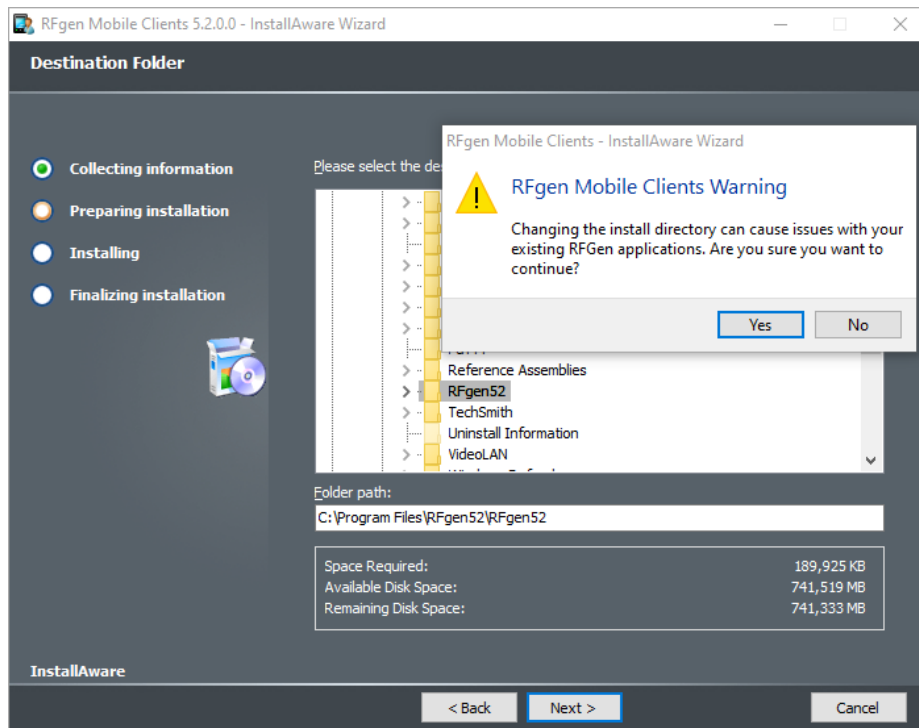 RFgen Mobile Clients 5.2.0.0 - InstallAware Wizard
Destination Folder
Collecting information
Preparing installation
Installing
Finalizing installation
Please select the de
RFgen Mobile Clients - InstallAware Wizard
RFgen Mobile Clients Warning
Changing the install directory can cause issues with your
existing RFGen applications. Are you sure you want to
continue?
Yes No
Reference Assemblies
RFgen52
TechSmith
Uninstall Information
VideoLAN
Folder path:
C:\Program Files\RFgen52\RFgen52
Space Required: 189,925 KB
Available Disk Space: 741,519 MB
Remaining Disk Space: 741,333 MB
InstallAware
< Back Next > Cancel